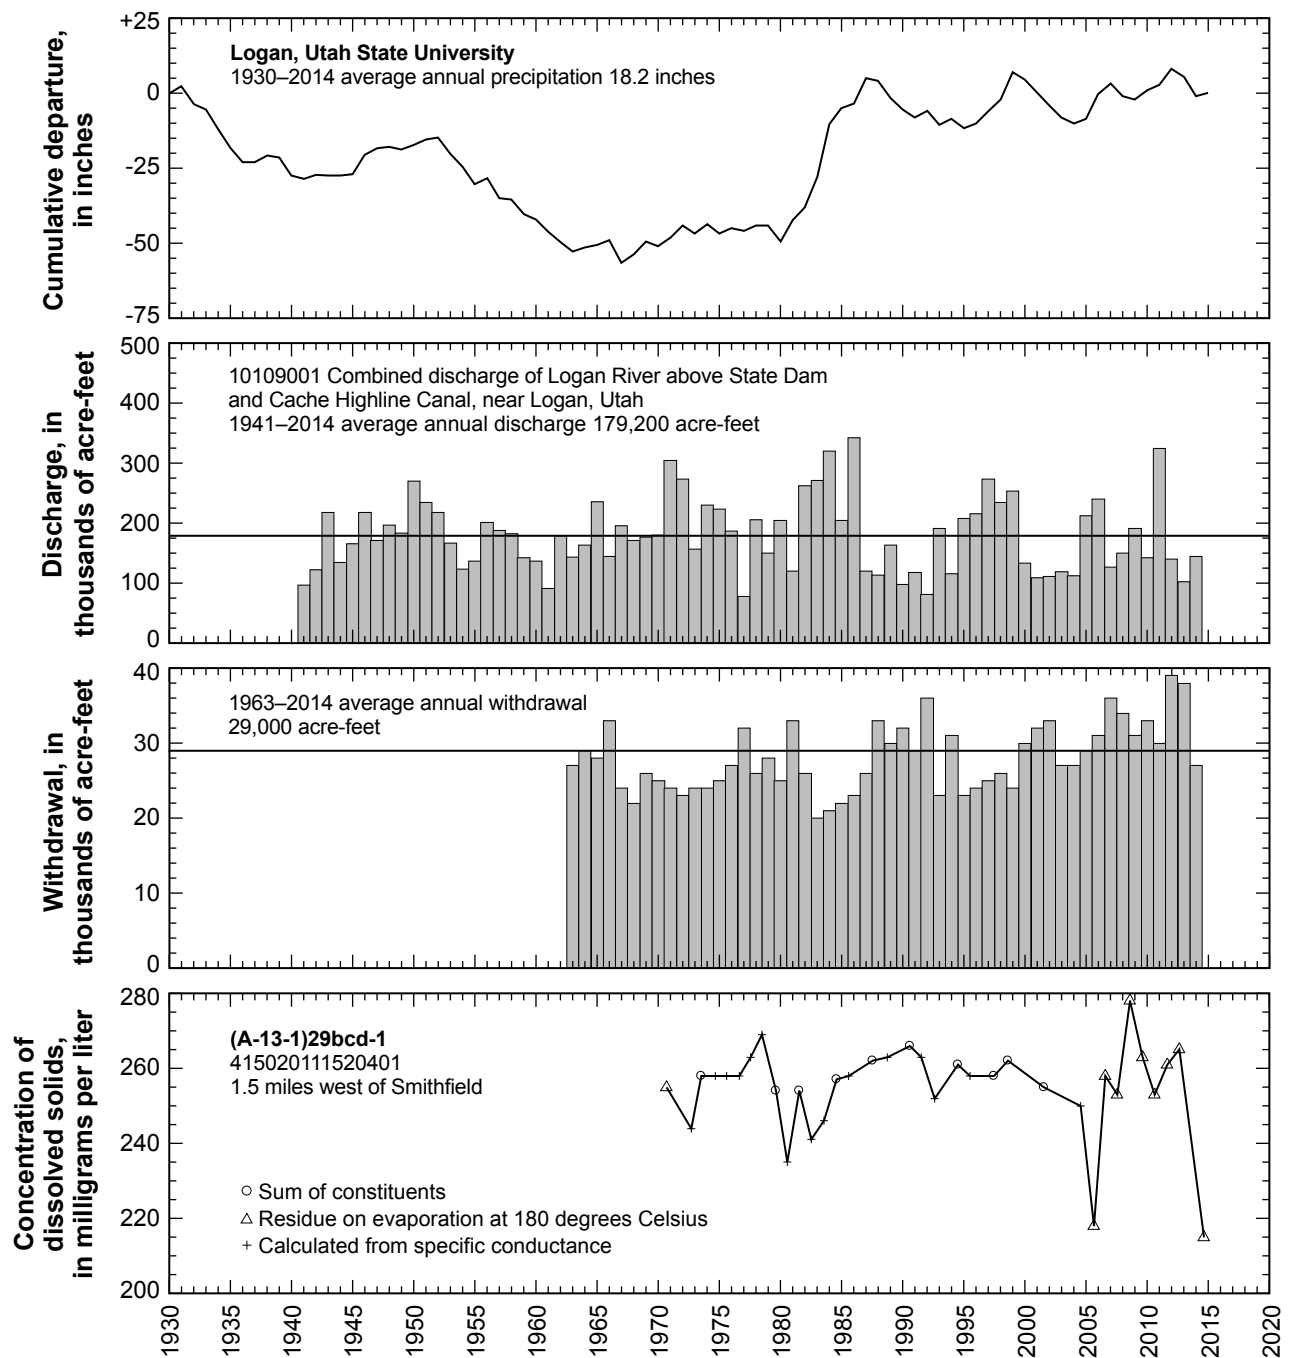 Cumulative departure,
in inches
+25
0
-25
-50
-75
Logan, Utah State University
1930–2014 average annual precipitation 18.2 inches
Discharge, in
thousands of acre-feet
500
400
300
200
100
0
10109001 Combined discharge of Logan River above State Dam
and Cache Highline Canal, near Logan, Utah
1941–2014 average annual discharge 179,200 acre-feet
Withdrawal, in
thousands of acre-feet
40
30
20
10
0
1963–2014 average annual withdrawal
29,000 acre-feet
Concentration of
dissolved solids,
in milligrams per liter
280
260
240
220
200
(A-13-1)29bcd-1
415020111520401
1.5 miles west of Smithfield
Sum of constituents
Residue on evaporation at 180 degrees Celsius
Calculated from specific conductance
1930
1935
1940
1945
1950
1955
1960
1965
1970
1975
1980
1985
1990
1995
2000
2005
2010
2015
2020